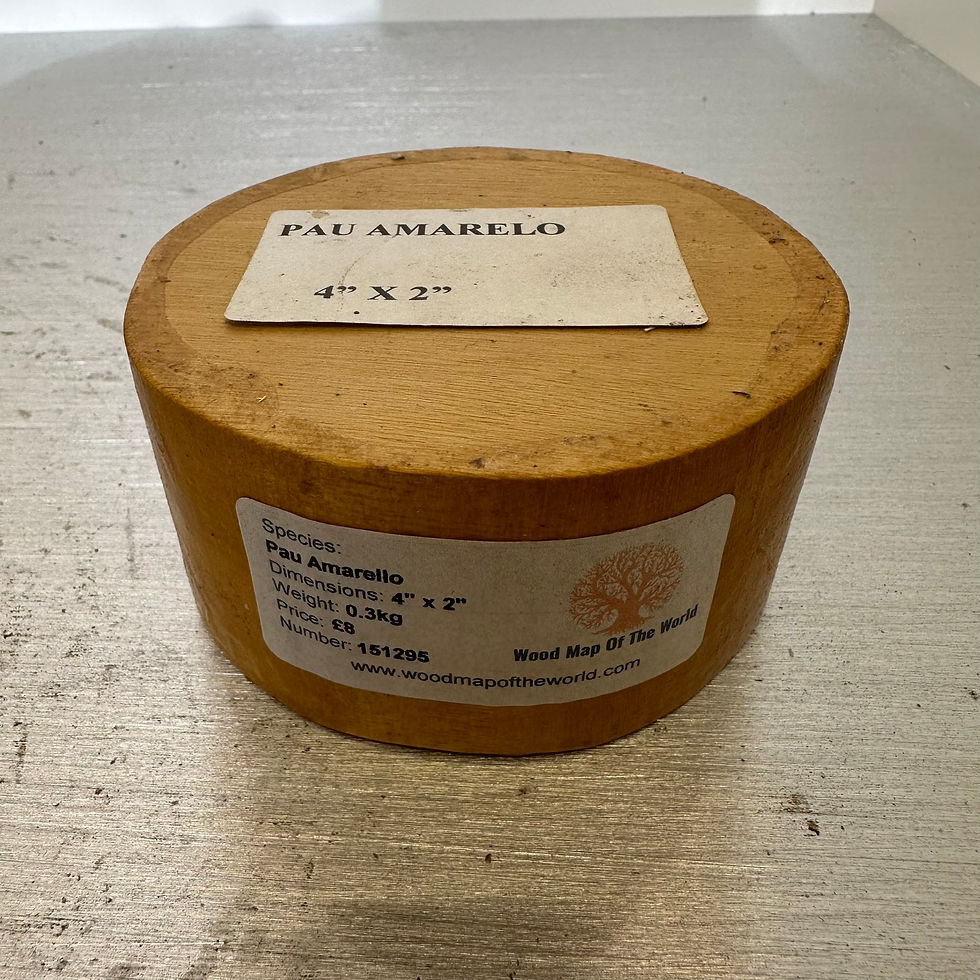 PAU AMARELO
4” X 2”
Species:
Pau Amarello
Dimensions: 4" x 2"
Weight: 0.3kg
Price: £8
Number: 151295
Wood Map Of The World
www.woodmapoftheworld.com